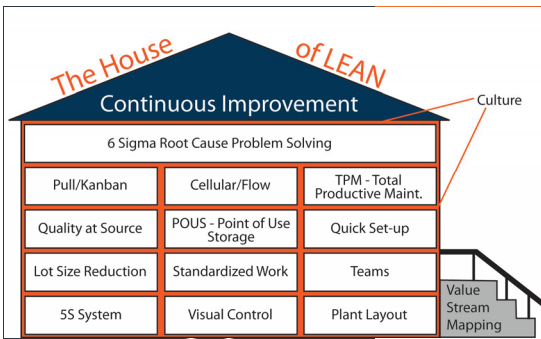 The House of LEAN
Continuous Improvement
Culture
6 Sigma Root Cause Problem Solving
Pull/Kanban
Cellular/Flow
TPM - Total
Productive Maint.
Quality at Source
POUS - Point of Use
Storage
Quick Set-up
Lot Size Reduction
Standardized Work
Teams
5S System
Visual Control
Plant Layout
Value
Stream
Mapping